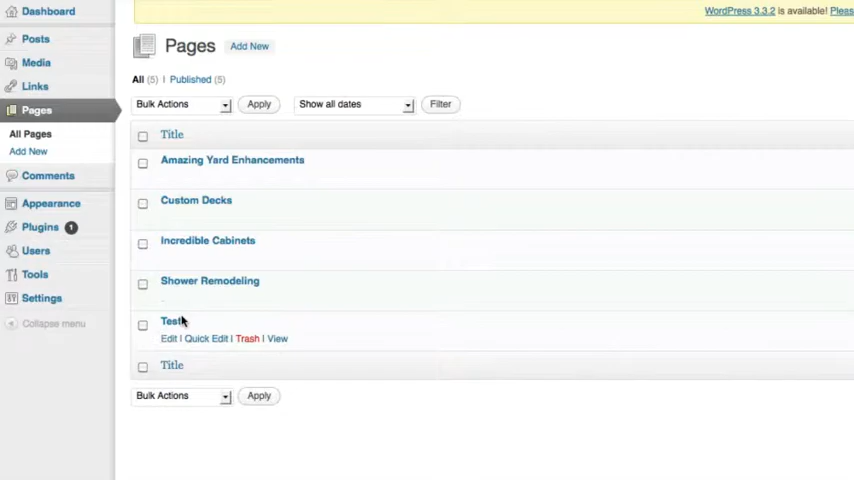 Dashboard
WordPress 3.3.2 is available! Pleas
Posts
Media
Links
Pages
All Pages
Add New
Comments
Appearance
Plugins 1
Users
Tools
Settings
Collapse menu
Pages Add New
All (5) | Published (5)
Bulk Actions Apply Show all dates Filter
Title
Amazing Yard Enhancements
Custom Decks
Incredible Cabinets
Shower Remodeling
Test
Edit | Quick Edit | Trash | View
Title
Bulk Actions Apply